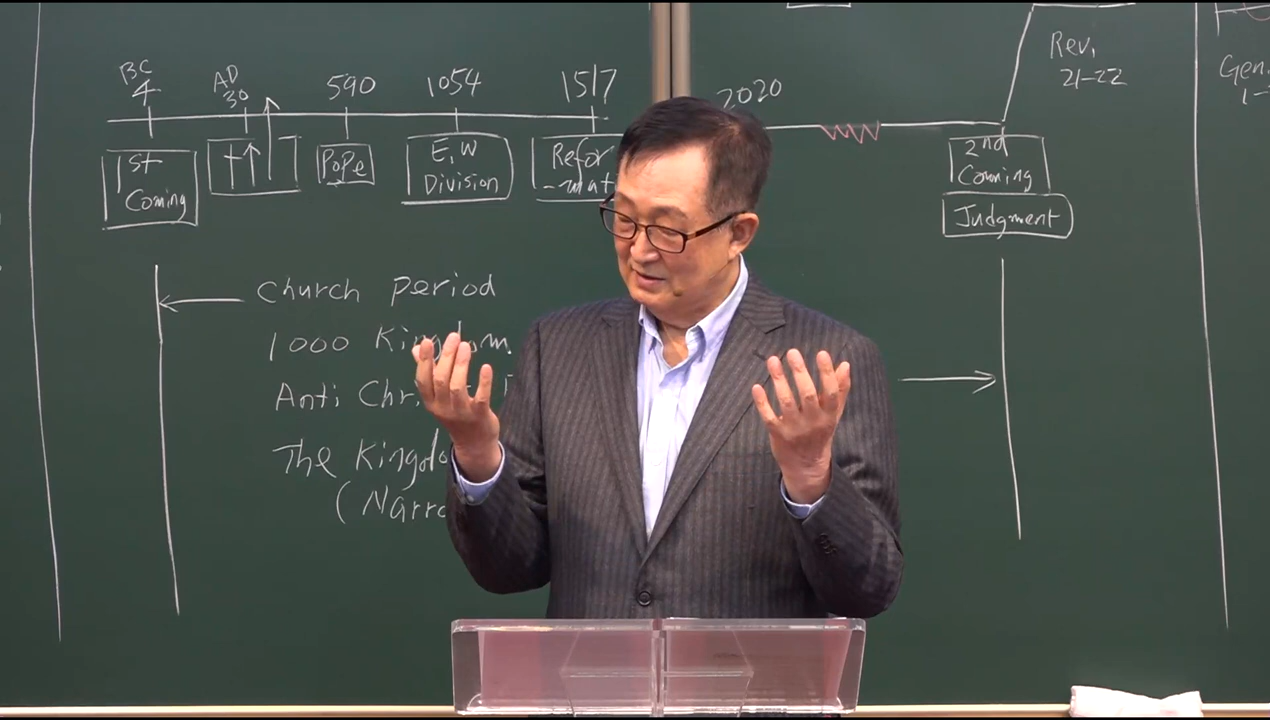 BC
4
AD
30
590
1054
1517
2020
Rev.
21-22
Gen.
1st
Coming
Pope
E, W
Division
Refor
-mat
2nd
Coming
Judgment
Church period
1000 Kingdom.
Anti Chr
The Kingdo
(Narro